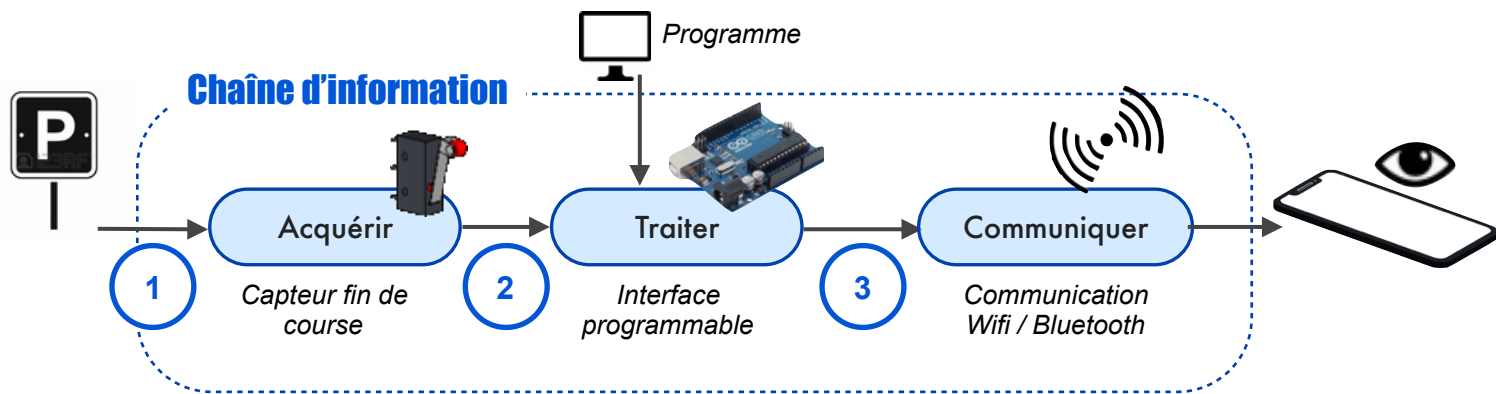 Programme
Chaîne d'information
P
Acquérir
Traiter
Communiquer
1
2
3
Capteur fin de
course
Interface
programmable
Communication
Wifi / Bluetooth